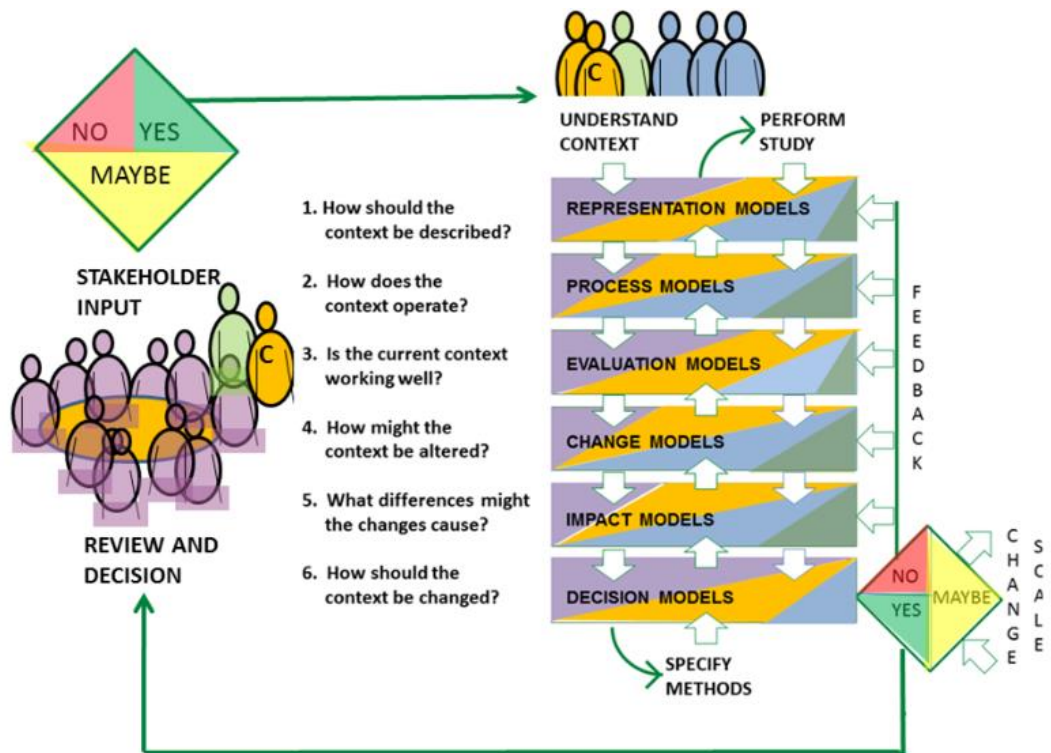 NO YES
MAYBE
STAKEHOLDER
INPUT
C
REVIEW AND
DECISION
1. How should the
context be described?
2. How does the
context operate?
3. Is the current context
working well?
4. How might the
context be altered?
5. What differences might
the changes cause?
6. How should the
context be changed?
C
UNDERSTAND
CONTEXT
PERFORM
STUDY
REPRESENTATION MODELS
PROCESS MODELS
EVALUATION MODELS
CHANGE MODELS
IMPACT MODELS
DECISION MODELS
SPECIFY
METHODS
FEEDBACK
NO
YES
MAYBE
CHANGE
SCALE